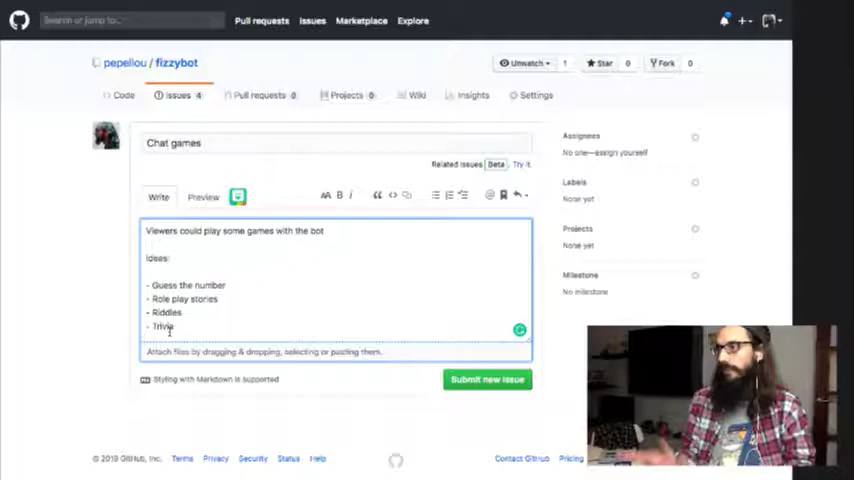 Search or jump to...
Pull requests Issues Marketplace Explore
pepellou / fizzybot
Unwatch 1 Star 0 Fork 0
Code Issues 4 Pull requests 0 Projects 0 Wiki Insights Settings
Chat games
Related Issues Beta Try it
Write Preview AA B i
Viewers could play some games with the bot
Ideas:
- Guess the number
- Role play stories
- Riddles
- Trivia
Attach files by dragging & dropping, selecting or pasting them.
Styling with Markdown is supported
Submit new issue
Assignees
No one—assign yourself
Labels
None yet
Projects
None yet
Milestone
No milestone
© 2019 GitHub, Inc. Terms Privacy Security Status Help
Contact GitHub Pricing